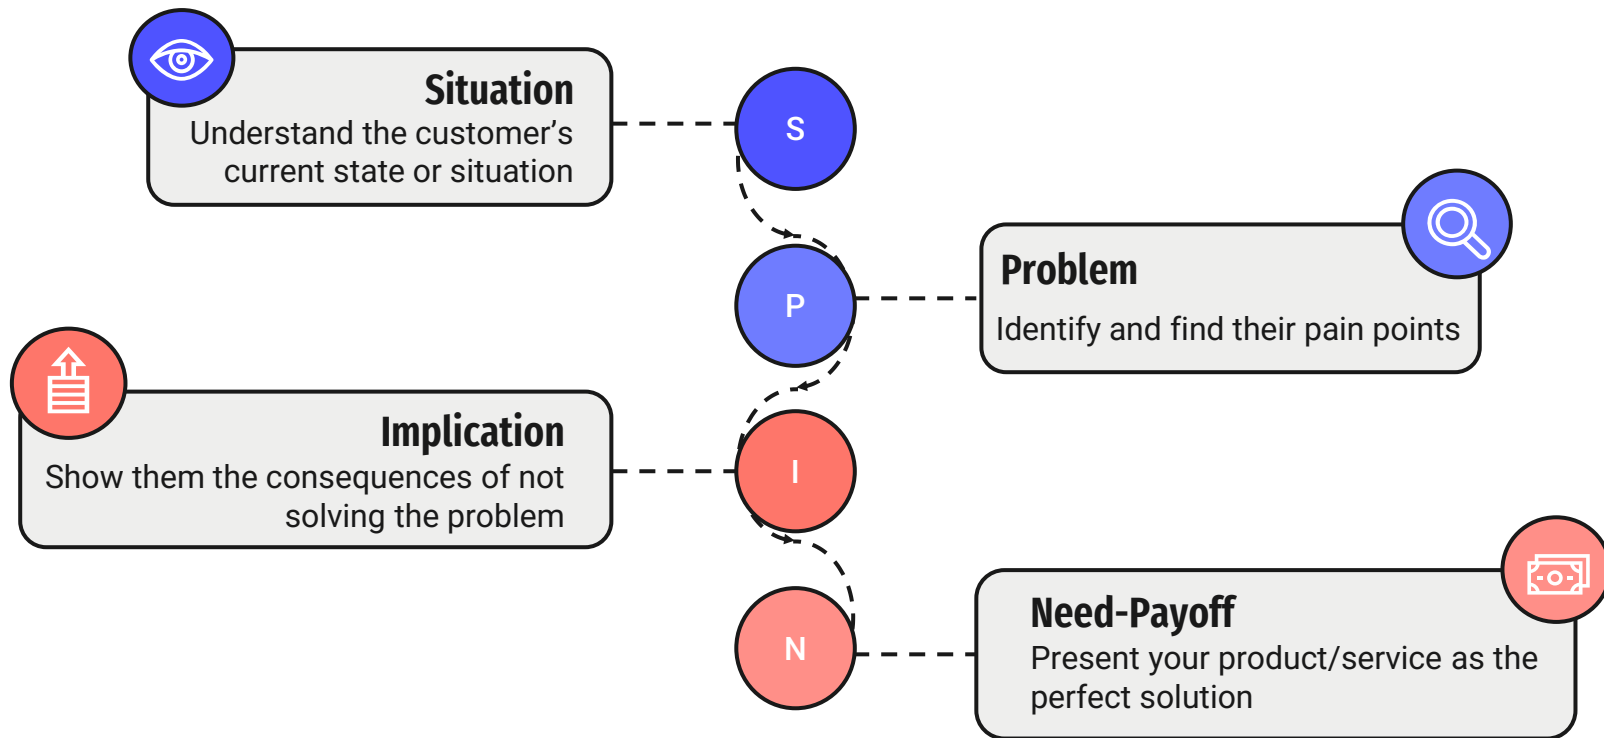 Situation
Understand the customer’s
current state or situation
S
Problem
Identify and find their pain points
P
Implication
Show them the consequences of not
solving the problem
I
Need-Payoff
Present your product/service as the
perfect solution
N